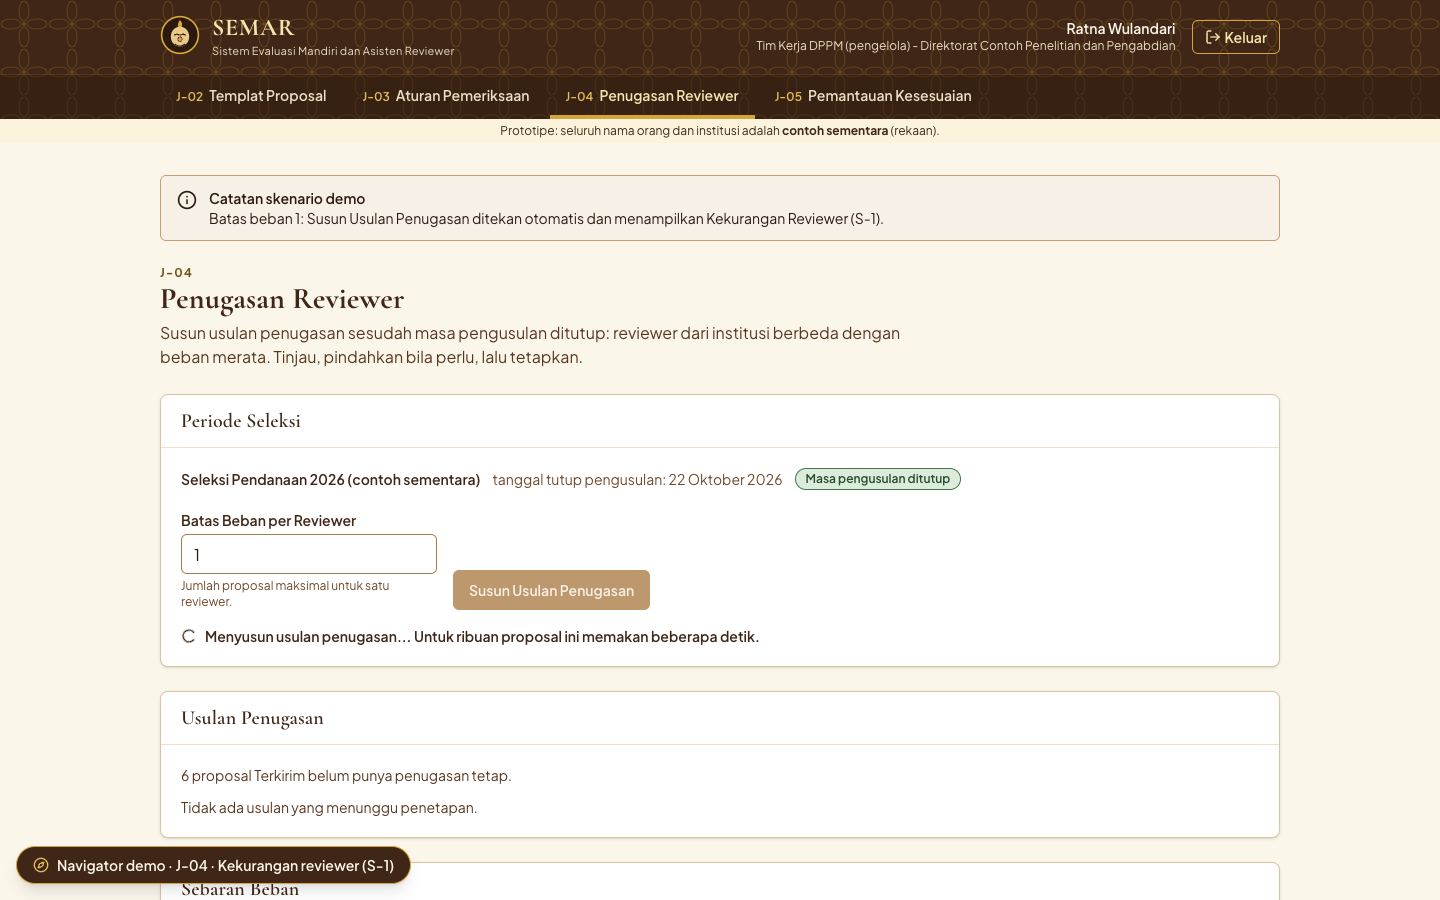 SEMAR
Sistem Evaluasi Mandiri dan Asisten Reviewer
Ratna Wulandari
Tim Kerja DPPM (pengelola) - Direktorat Contoh Penelitian dan Pengabdian
Keluar
J-02 Templat Proposal
J-03 Aturan Pemeriksaan
J-04 Penugasan Reviewer
J-05 Pemantauan Kesesuaian
Prototipe: seluruh nama orang dan institusi adalah contoh sementara (rekaan).
Catatan skenario demo
Batas beban 1: Susun Usulan Penugasan ditekan otomatis dan menampilkan Kekurangan Reviewer (S-1).
J-04
Penugasan Reviewer
Susun usulan penugasan sesudah masa pengusulan ditutup: reviewer dari institusi berbeda dengan
beban merata. Tinjau, pindahkan bila perlu, lalu tetapkan.
Periode Seleksi
Seleksi Pendanaan 2026 (contoh sementara) tanggal tutup pengusulan: 22 Oktober 2026 Masa pengusulan ditutup
Batas Beban per Reviewer
1
Jumlah proposal maksimal untuk satu
reviewer.
Susun Usulan Penugasan
Menyusun usulan penugasan... Untuk ribuan proposal ini memakan beberapa detik.
Usulan Penugasan
6 proposal Terkirim belum punya penugasan tetap.
Tidak ada usulan yang menunggu penetapan.
Navigator demo · J-04 · Kekurangan reviewer (S-1)
Sebaran Beban